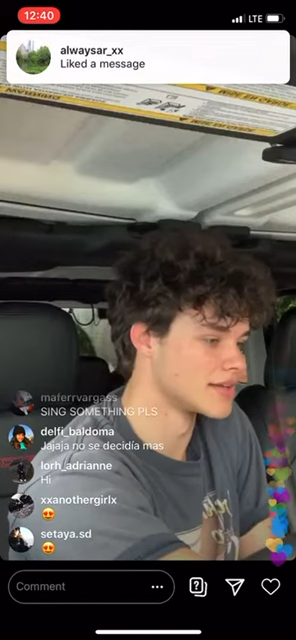 12:40
LTE
alwaysar_xx
Liked a message
maferrvargass
SING SOMETHING PLS
delfi_baldoma
Jajaja no se decidía mas
lorh_adrianne
Hi
xxanothergirlx
😍
setaya.sd
😍
Comment